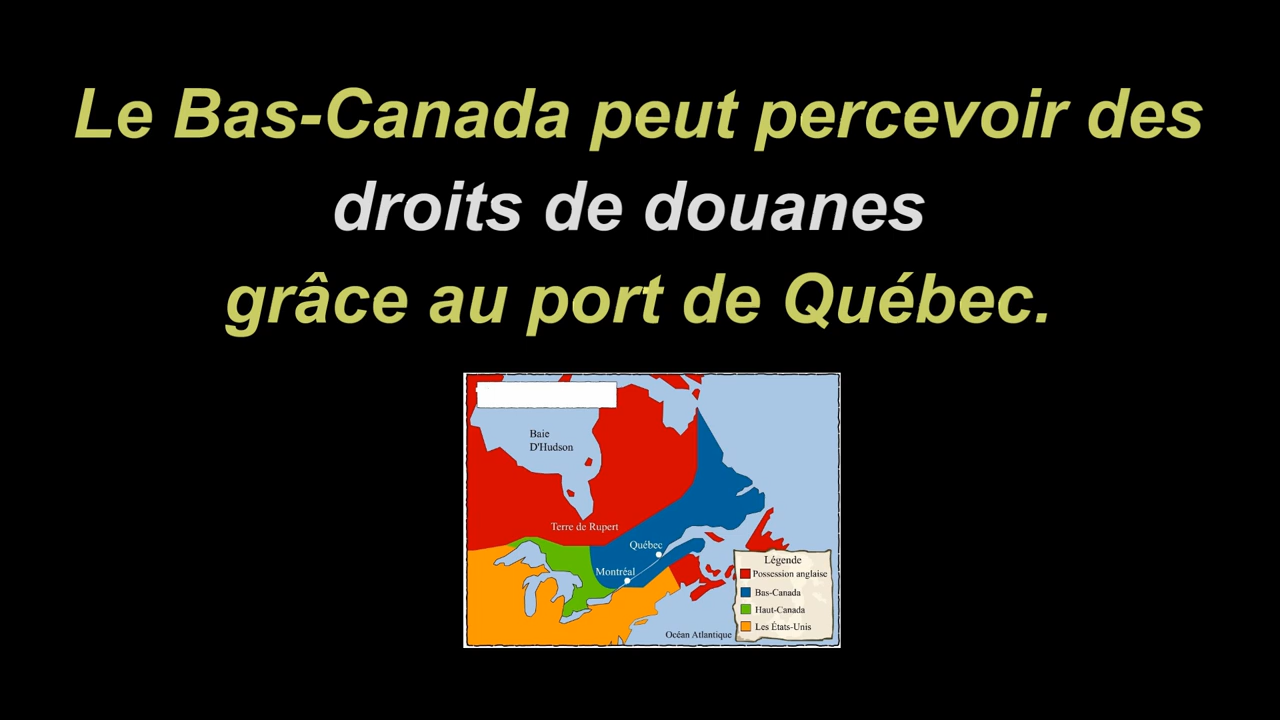 Le Bas-Canada peut percevoir des
droits de douanes
grâce au port de Québec.
Baie
D'Hudson
Terre de Rupert
Québec
Montréal
Océan Atlantique
Légende
Possession anglaise
Bas-Canada
Haut-Canada
Les États-Unis